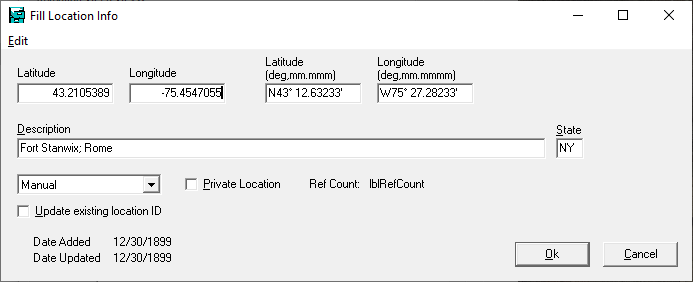 Fill Location Info
Edit
Latitude Longitude Latitude (deg,mm.mmm) Longitude (deg,mm.mmmm)
43.2105389 -75.4547055 N43° 12.63233' W75° 27.28233'
Description State
Fort Stanwix; Rome NY
Manual Private Location Ref Count: lblRefCount
Update existing location ID
Date Added 12/30/1899
Date Updated 12/30/1899
Ok Cancel